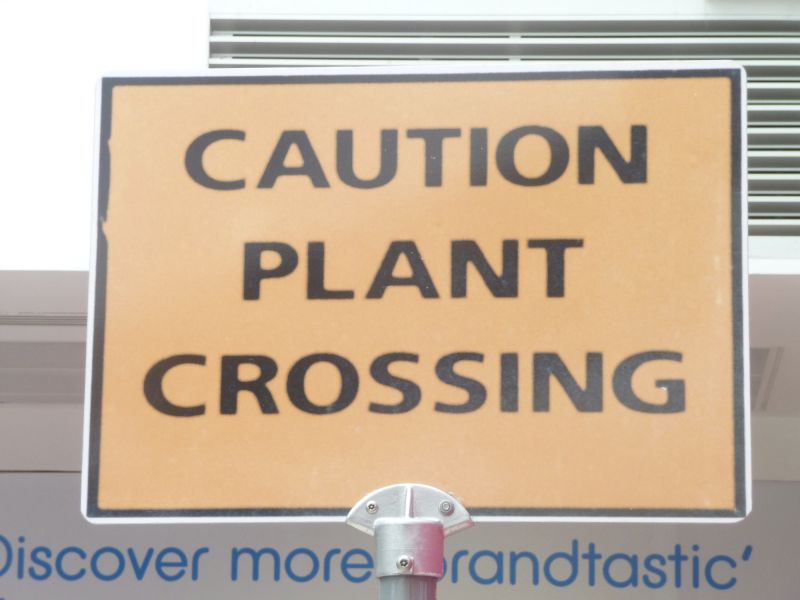 CAUTION
PLANT
CROSSING
Discover more brandtastic'